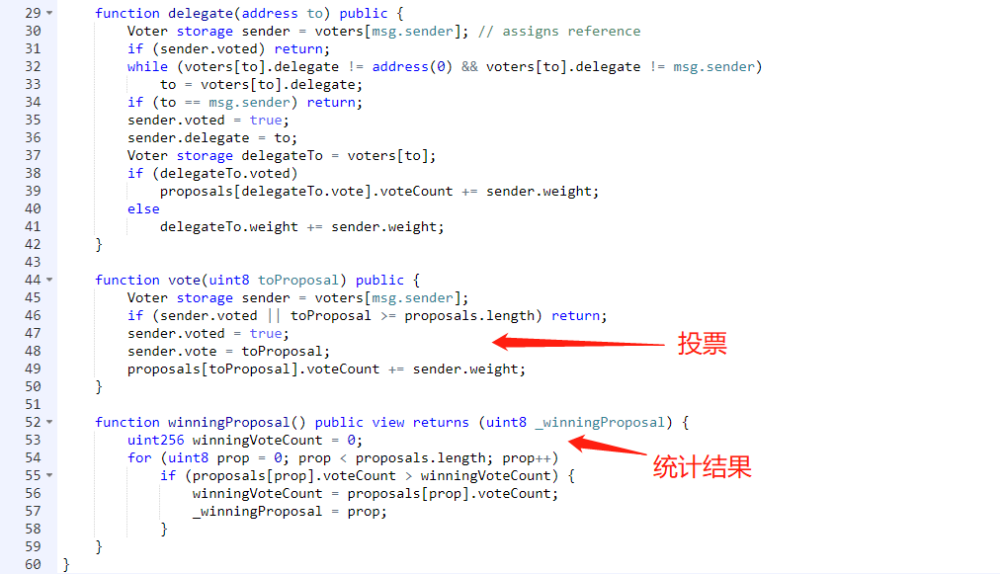 29 function delegate(address to) public {
30 Voter storage sender = voters[msg.sender]; // assigns reference
31 if (sender.voted) return;
32 while (voters[to].delegate != address(0) && voters[to].delegate != msg.sender)
33 to = voters[to].delegate;
34 if (to == msg.sender) return;
35 sender.voted = true;
36 sender.delegate = to;
37 Voter storage delegateTo = voters[to];
38 if (delegateTo.voted)
39 proposals[delegateTo.vote].voteCount += sender.weight;
40 else
41 delegateTo.weight += sender.weight;
42 }
43
44 function vote(uint8 toProposal) public {
45 Voter storage sender = voters[msg.sender];
46 if (sender.voted || toProposal >= proposals.length) return;
47 sender.voted = true;
48 sender.vote = toProposal;
投票
49 proposals[toProposal].voteCount += sender.weight;
50 }
51
52 function winningProposal() public view returns (uint8 _winningProposal) {
53 uint256 winningVoteCount = 0;
54 for (uint8 prop = 0; prop < proposals.length; prop++)
统计结果
55 if (proposals[prop].voteCount > winningVoteCount) {
56 winningVoteCount = proposals[prop].voteCount;
57 _winningProposal = prop;
58 }
59 }
60 }